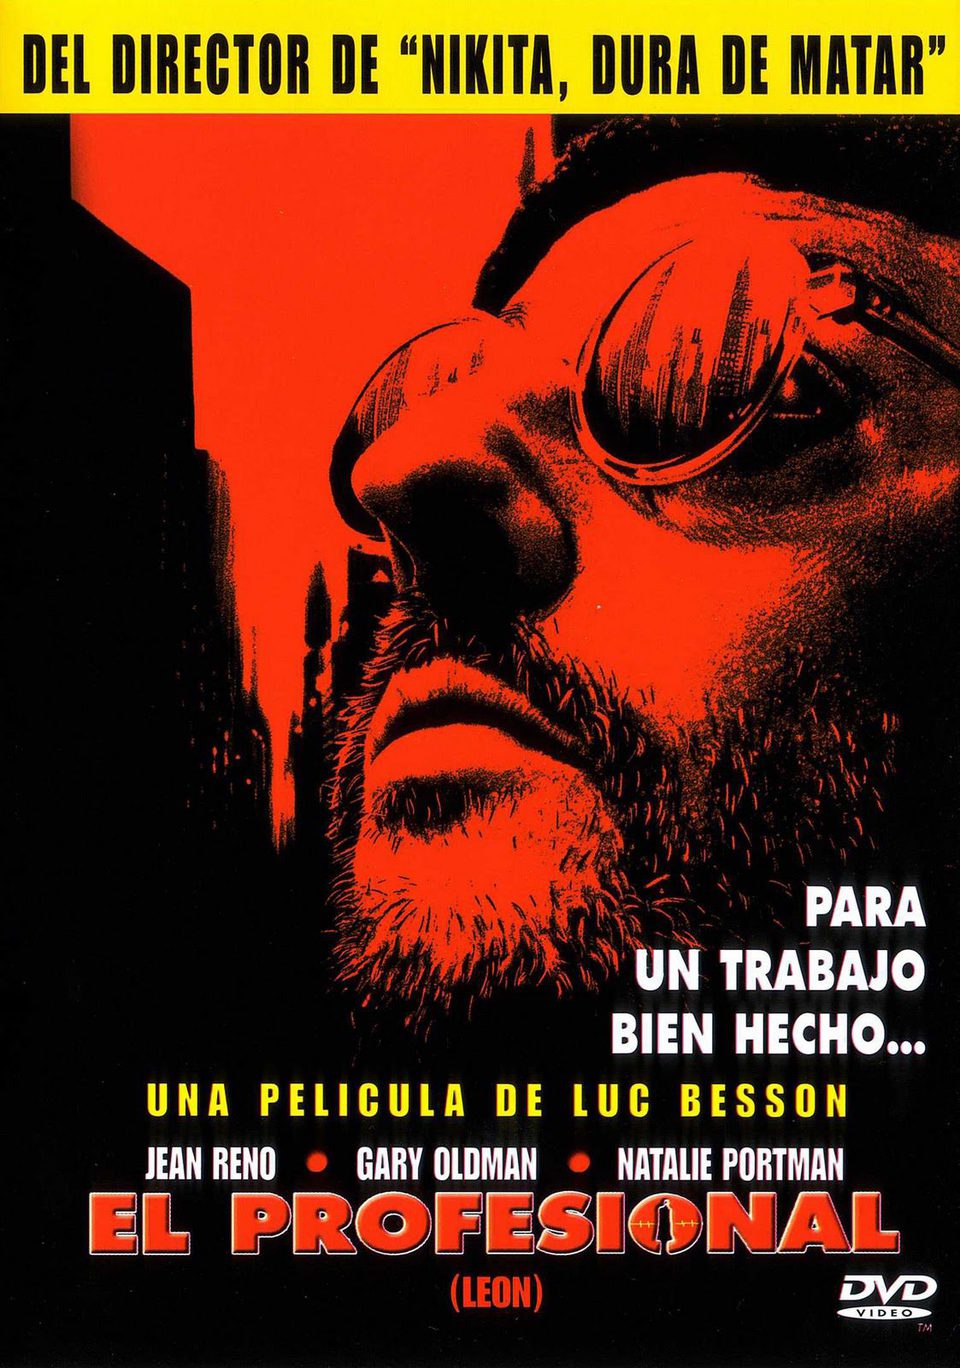 DEL DIRECTOR DE “NIKITA, DURA DE MATAR”
PARA
UN TRABAJO
BIEN HECHO...
UNA PELICULA DE LUC BESSON
JEAN RENO • GARY OLDMAN • NATALIE PORTMAN
EL PROFESIONAL
(LEON)
DVD
VIDEO
TM